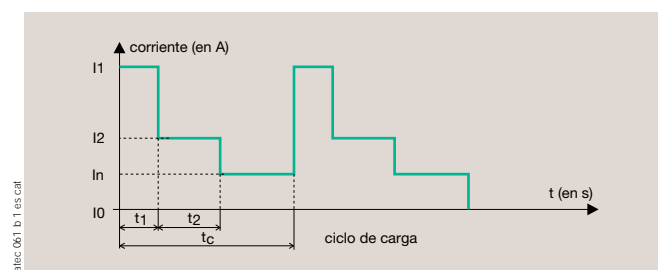 corriente (en A)
I1
I2
In
I0
t (en s)
t1
t2
tc
ciclo de carga
atec 061 b 1 es cat